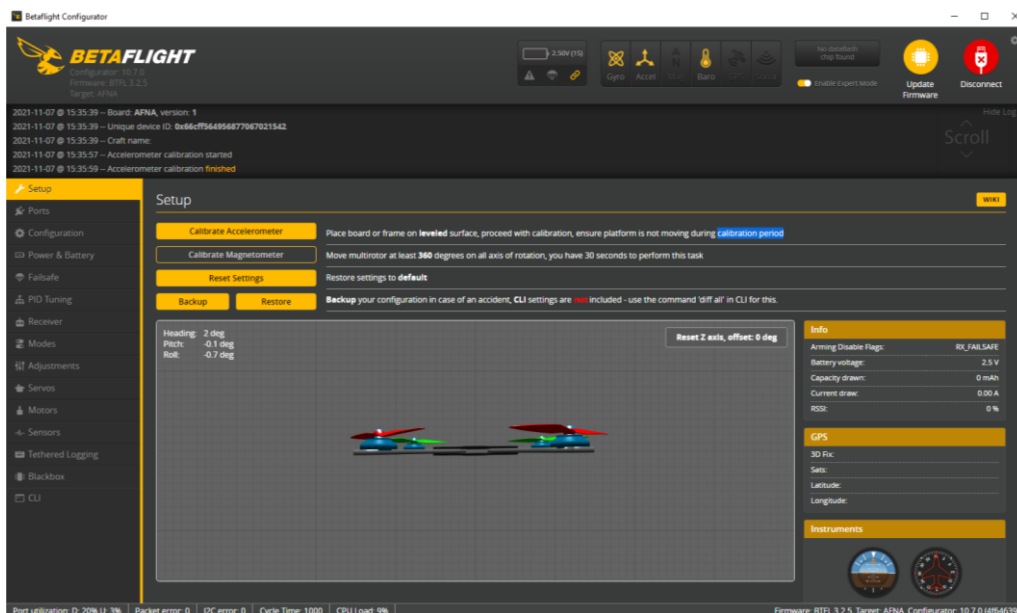 Betaflight Configurator
BETAFLIGHT
Configurator: 10.7.0
Firmware: BTFL 3.2.5
Target: AFNA
2.50V (1S)
Gyro Accel Mag Baro GPS Sonar
No dataflash
chip found
Enable Expert Mode
Update
Firmware
Disconnect
2021-11-07 @ 15:35:39 -- Board: AFNA, version: 1
2021-11-07 @ 15:35:39 -- Unique device ID: 0x66cff564956877067021542
2021-11-07 @ 15:35:39 -- Craft name:
2021-11-07 @ 15:35:57 -- Accelerometer calibration started
2021-11-07 @ 15:35:59 -- Accelerometer calibration finished
Hide Log
Scroll
Setup
Ports
Configuration
Power & Battery
Failsafe
PID Tuning
Receiver
Modes
Adjustments
Servos
Motors
Sensors
Tethered Logging
Blackbox
CLI
Setup
WIKI
Calibrate Accelerometer
Place board or frame on leveled surface, proceed with calibration, ensure platform is not moving during calibration period
Calibrate Magnetometer
Move multirotor at least 360 degrees on all axis of rotation, you have 30 seconds to perform this task
Reset Settings
Restore settings to default
Backup Restore
Backup your configuration in case of an accident, CLI settings are not included - use the command 'diff all' in CLI for this.
Heading: 2 deg
Pitch: -0.1 deg
Roll: -0.7 deg
Reset Z axis, offset: 0 deg
Info
Arming Disable Flags: RX_FAILSAFE
Battery voltage: 2.5 V
Capacity drawn: 0 mAh
Current draw: 0.00 A
RSSI: 0 %
GPS
3D Fix:
Sats:
Latitude:
Longitude:
Instruments
Port utilization: D: 20% U: 3% Packet error: 0 I2C error: 0 Cycle Time: 1000 CPU Load: 9%
Firmware: BTFL 3.2.5, Target: AFNA, Configurator: 10.7.0